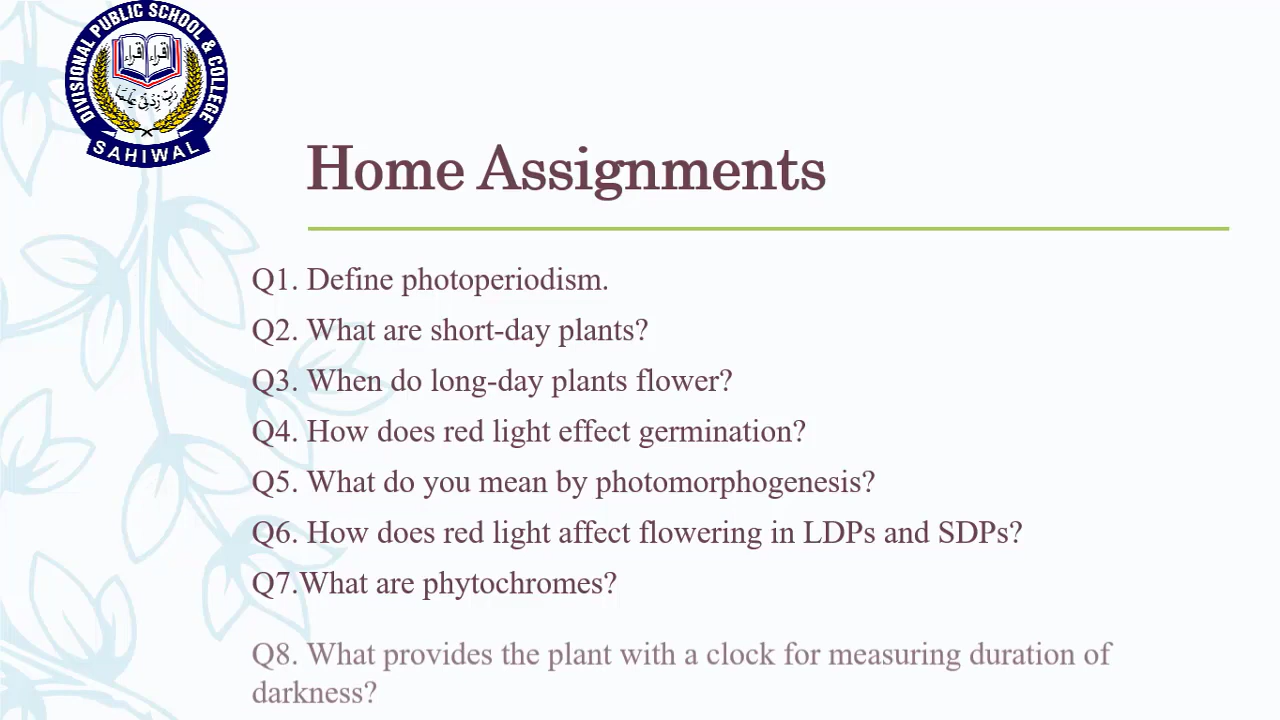 DIVISIONAL PUBLIC SCHOOL & COLLEGE
اقراء اقراء
رَبِّ زِدْنِیْ عِلْمًا
SAHIWAL
Home Assignments
Q1. Define photoperiodism.
Q2. What are short-day plants?
Q3. When do long-day plants flower?
Q4. How does red light effect germination?
Q5. What do you mean by photomorphogenesis?
Q6. How does red light affect flowering in LDPs and SDPs?
Q7.What are phytochromes?
Q8. What provides the plant with a clock for measuring duration of
darkness?